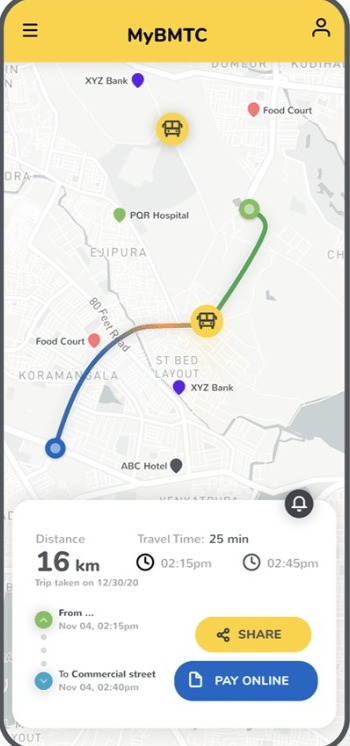 MyBMTC
DOMLUR
KODIHAL
IN
N
XYZ Bank
Food Court
DRA
PQR Hospital
EJIPURA
CH
80 Feet Road
Food Court
ST BED
LAYOUT
KORAMANGALA
XYZ Bank
ABC Hotel
VENKATPURA
Distance
Travel Time: 25 min
16 km
02:15pm
02:45pm
Trip taken on 12/30/20
From ...
Nov 04, 02:15pm
SHARE
To Commercial street
Nov 04, 02:40pm
PAY ONLINE
YOUT